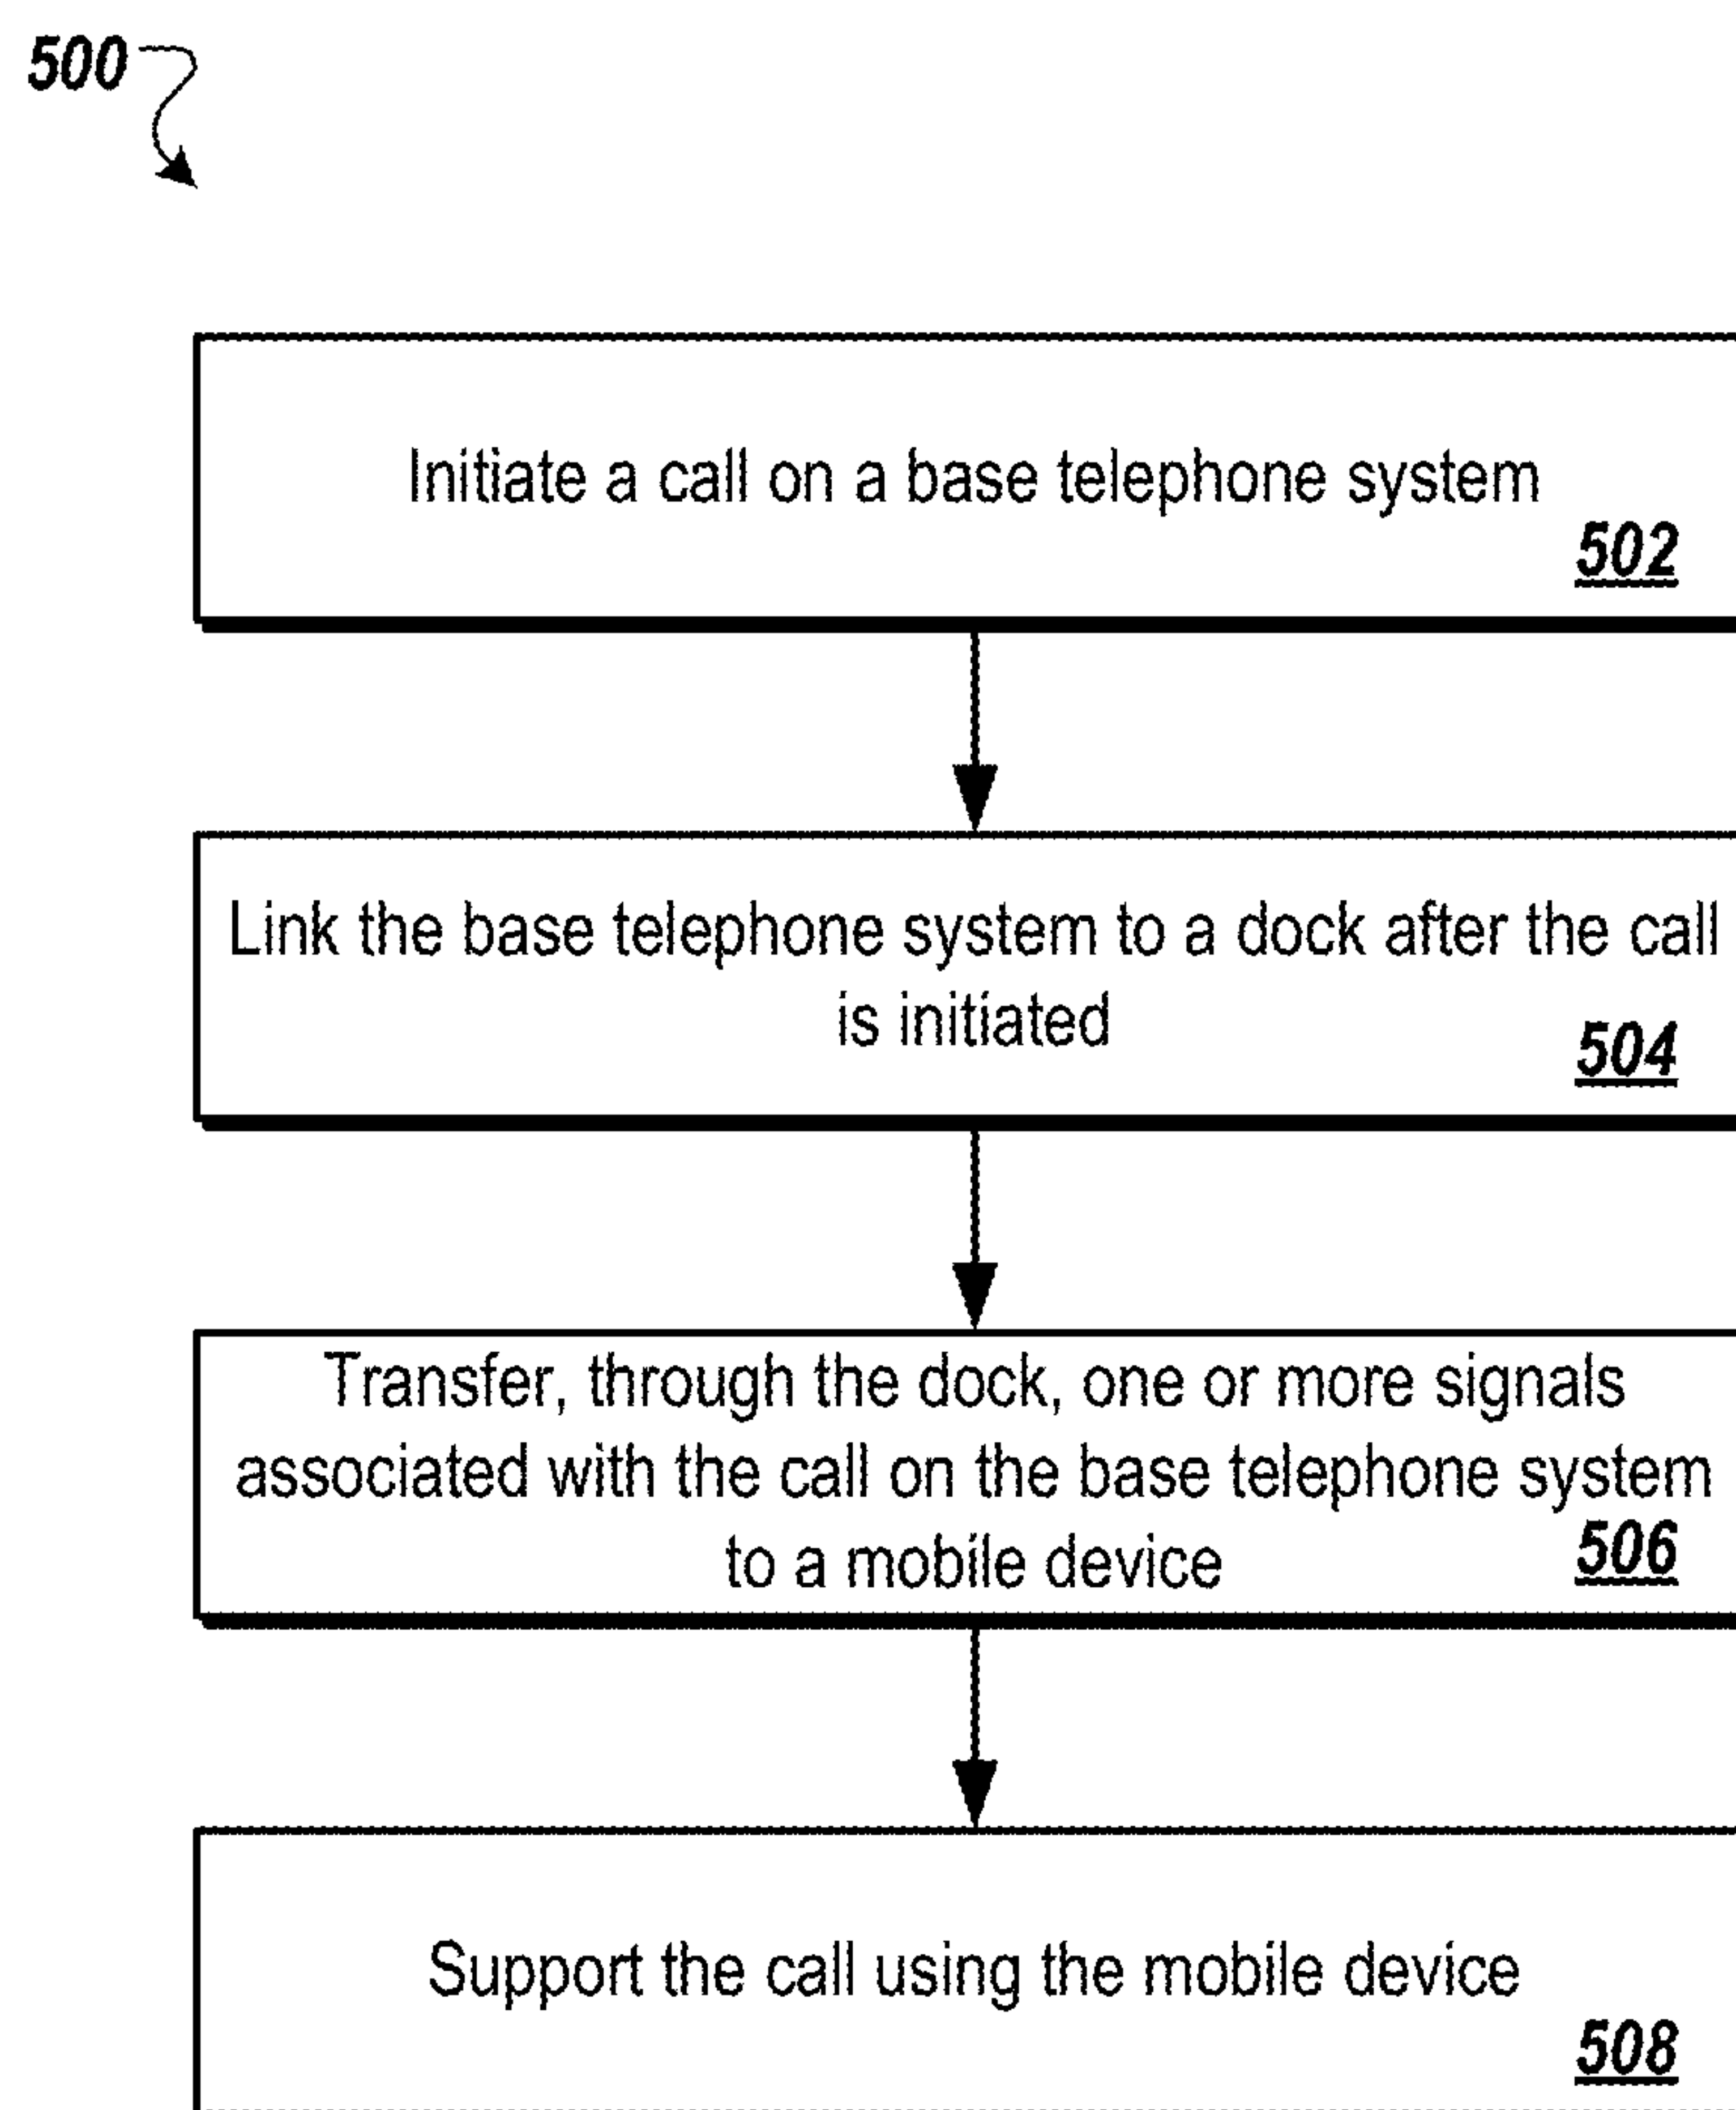 500
Initiate a call on a base telephone system
502
Link the base telephone system to a dock after the call
is initiated
504
Transfer, through the dock, one or more signals
associated with the call on the base telephone system
to a mobile device
506
Support the call using the mobile device
508